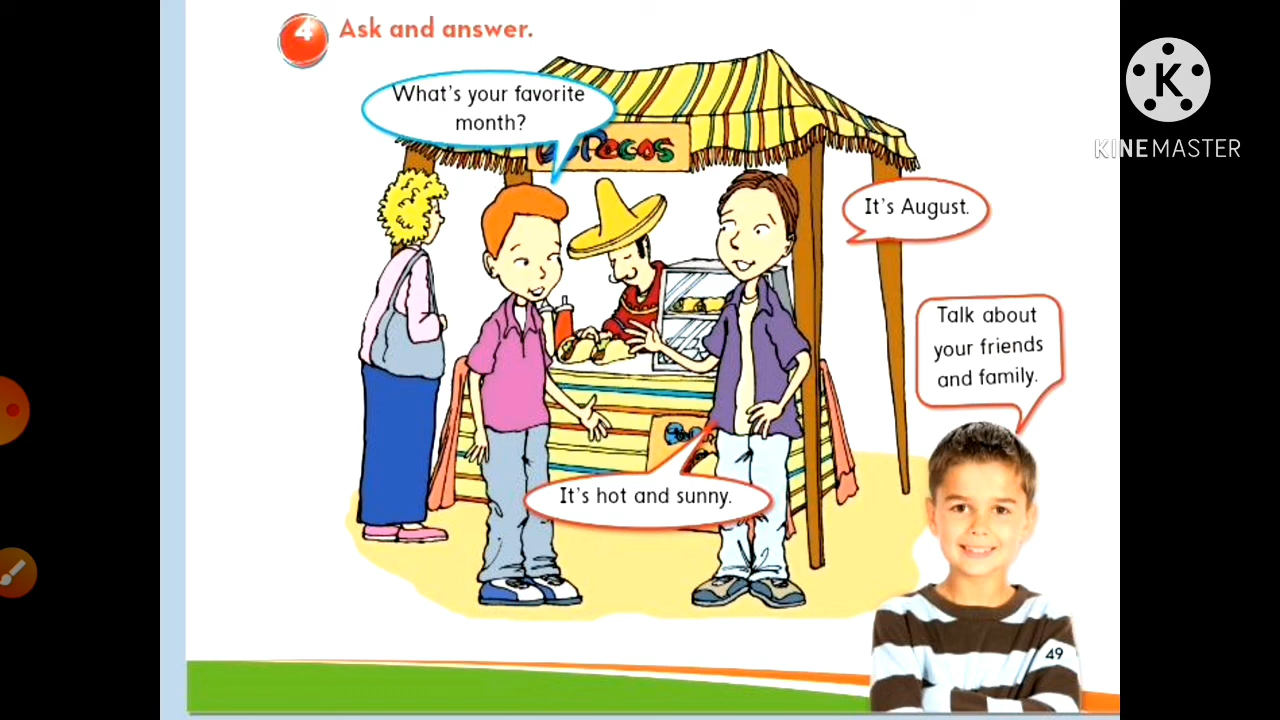 4 Ask and answer.
What's your favorite
month?
Pecos
It's August.
Talk about
your friends
and family.
It's hot and sunny.
49
KINEMASTER